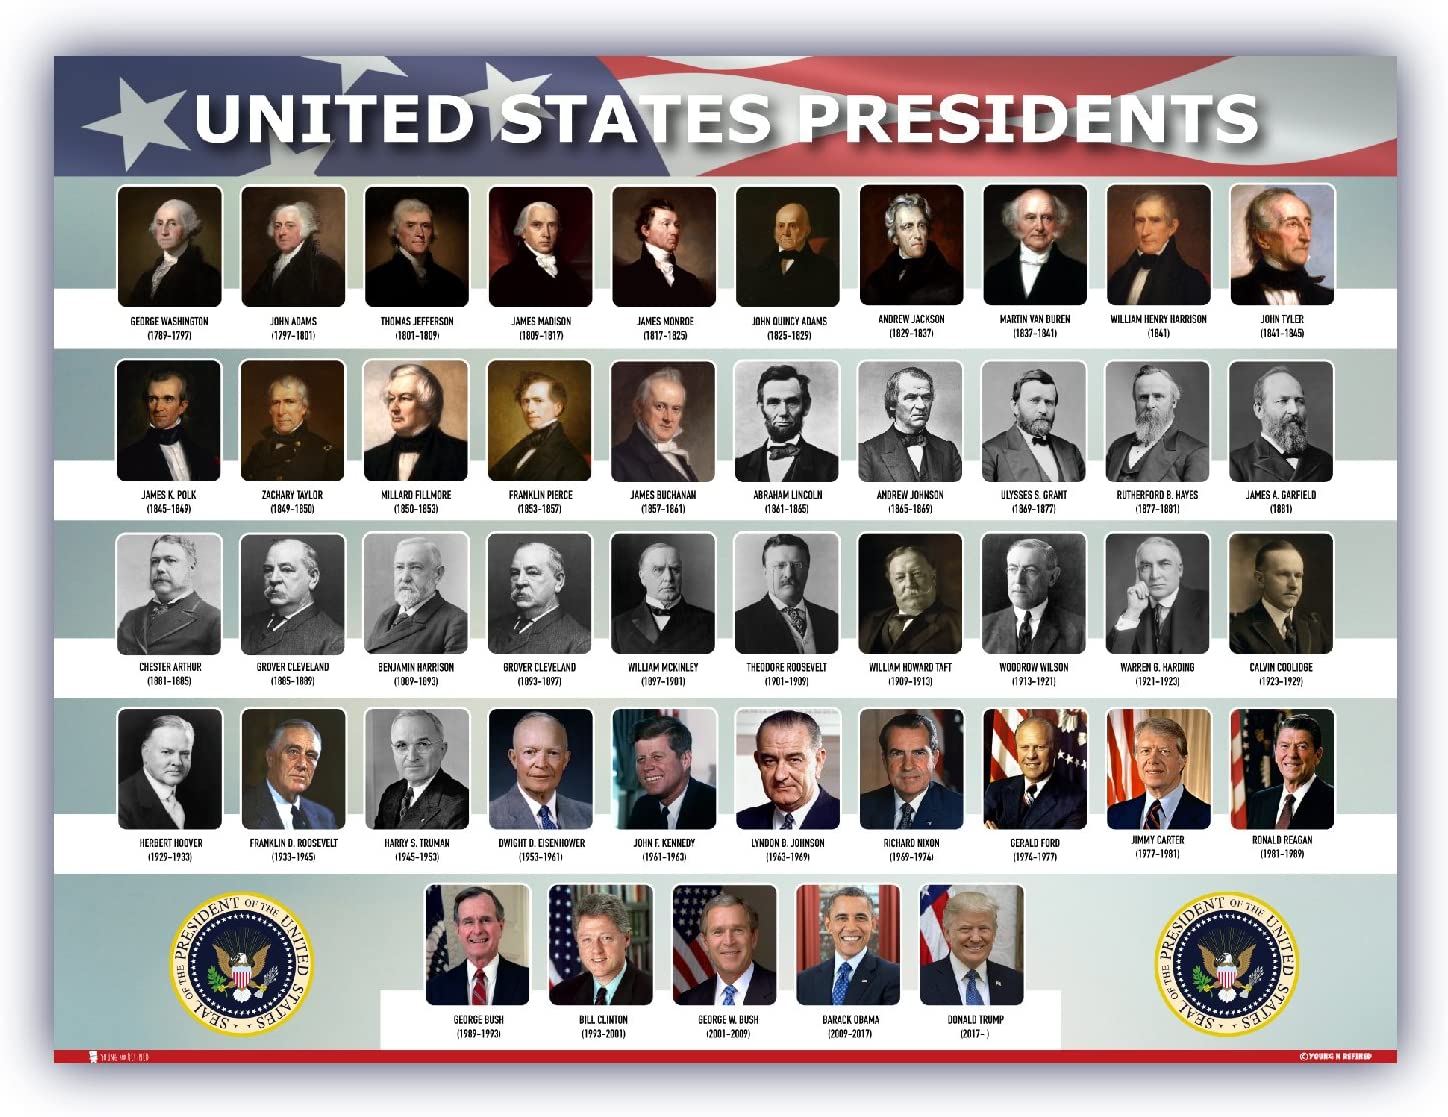 UNITED STATES PRESIDENTS
GEORGE WASHINGTON
(1789-1797)
JOHN ADAMS
(1797-1801)
THOMAS JEFFERSON
(1801-1809)
JAMES MADISON
(1809-1817)
JAMES MONROE
(1817-1825)
JOHN QUINCY ADAMS
(1825-1829)
ANDREW JACKSON
(1829-1837)
MARTIN VAN BUREN
(1837-1841)
WILLIAM HENRY HARRISON
(1841)
JOHN TYLER
(1841-1845)
JAMES K. POLK
(1845-1849)
ZACHARY TAYLOR
(1849-1850)
MILLARD FILLMORE
(1850-1853)
FRANKLIN PIERCE
(1853-1857)
JAMES BUCHANAN
(1857-1861)
ABRAHAM LINCOLN
(1861-1865)
ANDREW JOHNSON
(1865-1869)
ULYSSES S. GRANT
(1869-1877)
RUTHERFORD B. HAYES
(1877-1881)
JAMES A. GARFIELD
(1881)
CHESTER ARTHUR
(1881-1885)
GROVER CLEVELAND
(1885-1889)
BENJAMIN HARRISON
(1889-1893)
GROVER CLEVELAND
(1893-1897)
WILLIAM MCKINLEY
(1897-1901)
THEODORE ROOSEVELT
(1901-1909)
WILLIAM HOWARD TAFT
(1909-1913)
WOODROW WILSON
(1913-1921)
WARREN G. HARDING
(1921-1923)
CALVIN COOLIDGE
(1923-1929)
HERBERT HOOVER
(1929-1933)
FRANKLIN D. ROOSEVELT
(1933-1945)
HARRY S. TRUMAN
(1945-1953)
DWIGHT D. EISENHOWER
(1953-1961)
JOHN F. KENNEDY
(1961-1963)
LYNDON B. JOHNSON
(1963-1969)
RICHARD NIXON
(1969-1974)
GERALD FORD
(1974-1977)
JIMMY CARTER
(1977-1981)
RONALD REAGAN
(1981-1989)
SEAL OF THE PRESIDENT OF THE UNITED STATES
GEORGE BUSH
(1989-1993)
BILL CLINTON
(1993-2001)
GEORGE W. BUSH
(2001-2009)
BARACK OBAMA
(2009-2017)
DONALD TRUMP
(2017- )
SEAL OF THE PRESIDENT OF THE UNITED STATES
YOUNG N REFINED
©YOUNG N REFINED